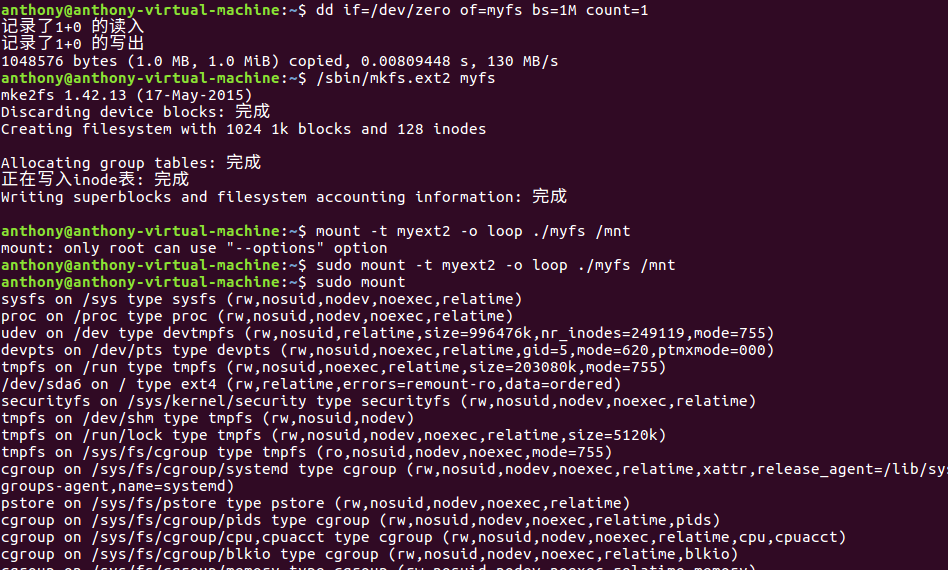 anthony@anthony-virtual-machine:~$ dd if=/dev/zero of=myfs bs=1M count=1
记录了1+0 的读入
记录了1+0 的写出
1048576 bytes (1.0 MB, 1.0 MiB) copied, 0.00809448 s, 130 MB/s
anthony@anthony-virtual-machine:~$ /sbin/mkfs.ext2 myfs
mke2fs 1.42.13 (17-May-2015)
Discarding device blocks: 完成
Creating filesystem with 1024 1k blocks and 128 inodes
Allocating group tables: 完成
正在写入inode表: 完成
Writing superblocks and filesystem accounting information: 完成
anthony@anthony-virtual-machine:~$ mount -t myext2 -o loop ./myfs /mnt
mount: only root can use "--options" option
anthony@anthony-virtual-machine:~$ sudo mount -t myext2 -o loop ./myfs /mnt
anthony@anthony-virtual-machine:~$ sudo mount
sysfs on /sys type sysfs (rw,nosuid,nodev,noexec,relatime)
proc on /proc type proc (rw,nosuid,nodev,noexec,relatime)
udev on /dev type devtmpfs (rw,nosuid,relatime,size=996476k,nr_inodes=249119,mode=755)
devpts on /dev/pts type devpts (rw,nosuid,noexec,relatime,gid=5,mode=620,ptmxmode=000)
tmpfs on /run type tmpfs (rw,nosuid,noexec,relatime,size=203080k,mode=755)
/dev/sda6 on / type ext4 (rw,relatime,errors=remount-ro,data=ordered)
securityfs on /sys/kernel/security type securityfs (rw,nosuid,nodev,noexec,relatime)
tmpfs on /dev/shm type tmpfs (rw,nosuid,nodev)
tmpfs on /run/lock type tmpfs (rw,nosuid,nodev,noexec,relatime,size=5120k)
tmpfs on /sys/fs/cgroup type tmpfs (ro,nosuid,nodev,noexec,mode=755)
cgroup on /sys/fs/cgroup/systemd type cgroup (rw,nosuid,nodev,noexec,relatime,xattr,release_agent=/lib/sys
groups-agent,name=systemd)
pstore on /sys/fs/pstore type pstore (rw,nosuid,nodev,noexec,relatime)
cgroup on /sys/fs/cgroup/pids type cgroup (rw,nosuid,nodev,noexec,relatime,pids)
cgroup on /sys/fs/cgroup/cpu,cpuacct type cgroup (rw,nosuid,nodev,noexec,relatime,cpu,cpuacct)
cgroup on /sys/fs/cgroup/blkio type cgroup (rw,nosuid,nodev,noexec,relatime,blkio)
cgroup on /sys/fs/cgroup/memory type cgroup (rw,nosuid,nodev,noexec,relatime,memory)